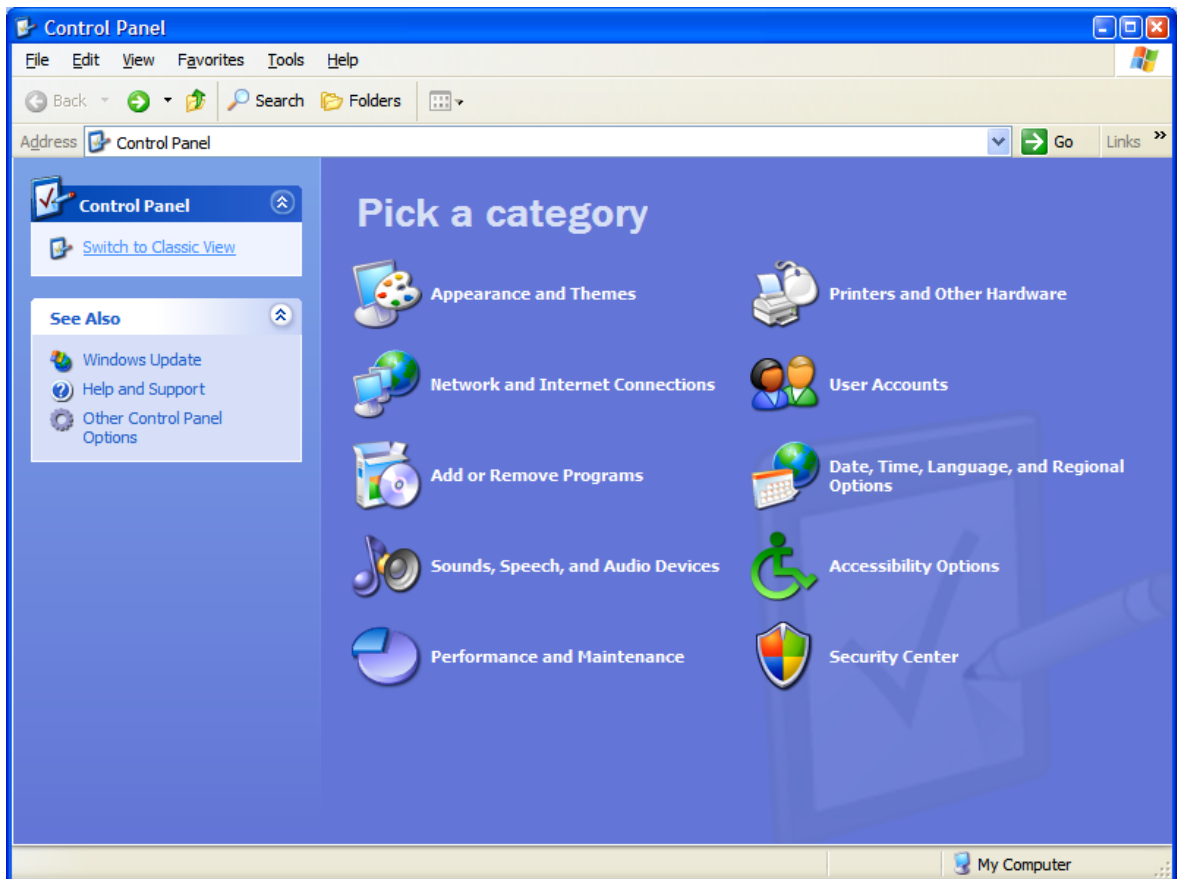 Control Panel
File Edit View Favorites Tools Help
Back Search Folders
Address Control Panel Go Links »
Control Panel
Switch to Classic View
See Also
Windows Update
Help and Support
Other Control Panel
Options
Pick a category
Appearance and Themes
Printers and Other Hardware
Network and Internet Connections
User Accounts
Add or Remove Programs
Date, Time, Language, and Regional
Options
Sounds, Speech, and Audio Devices
Accessibility Options
Performance and Maintenance
Security Center
My Computer